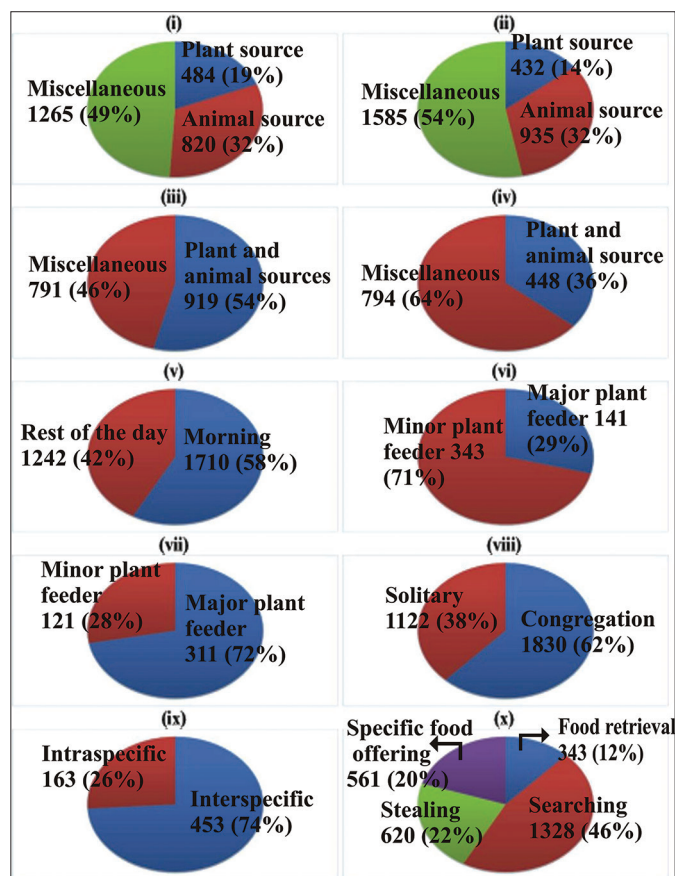 (i)
Plant source
484 (19%)
Miscellaneous
1265 (49%)
Animal source
820 (32%)
(ii)
Plant source
432 (14%)
Miscellaneous
1585 (54%)
Animal source
935 (32%)
(iii)
Miscellaneous
791 (46%)
Plant and
animal sources
919 (54%)
(iv)
Plant and
animal source
448 (36%)
Miscellaneous
794 (64%)
(v)
Rest of the day
1242 (42%)
Morning
1710 (58%)
(vi)
Major plant
feeder 141
(29%)
Minor plant
feeder 343
(71%)
(vii)
Minor plant
feeder
121 (28%)
Major plant
feeder
311 (72%)
(viii)
Solitary
1122 (38%)
Congregation
1830 (62%)
(ix)
Intraspecific
163 (26%)
Interspecific
453 (74%)
(x)
Specific food
offering
561 (20%)
Food retrieval
343 (12%)
Stealing
620 (22%)
Searching
1328 (46%)